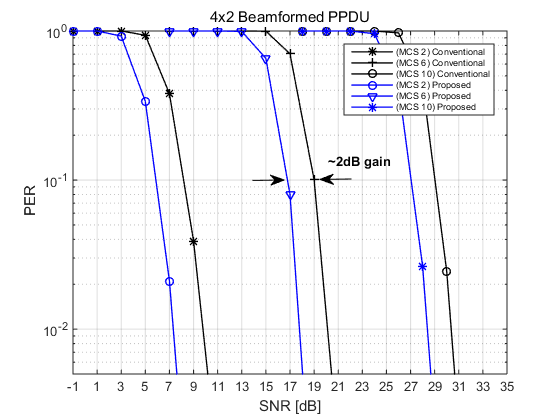 4x2 Beamformed PPDU
10^0
(MCS 2) Conventional
(MCS 6) Conventional
(MCS 10) Conventional
(MCS 2) Proposed
(MCS 6) Proposed
(MCS 10) Proposed
~2dB gain
10^-1
PER
10^-2
-1 1 3 5 7 9 11 13 15 17 19 21 23 25 27 29 31 33 35
SNR [dB]